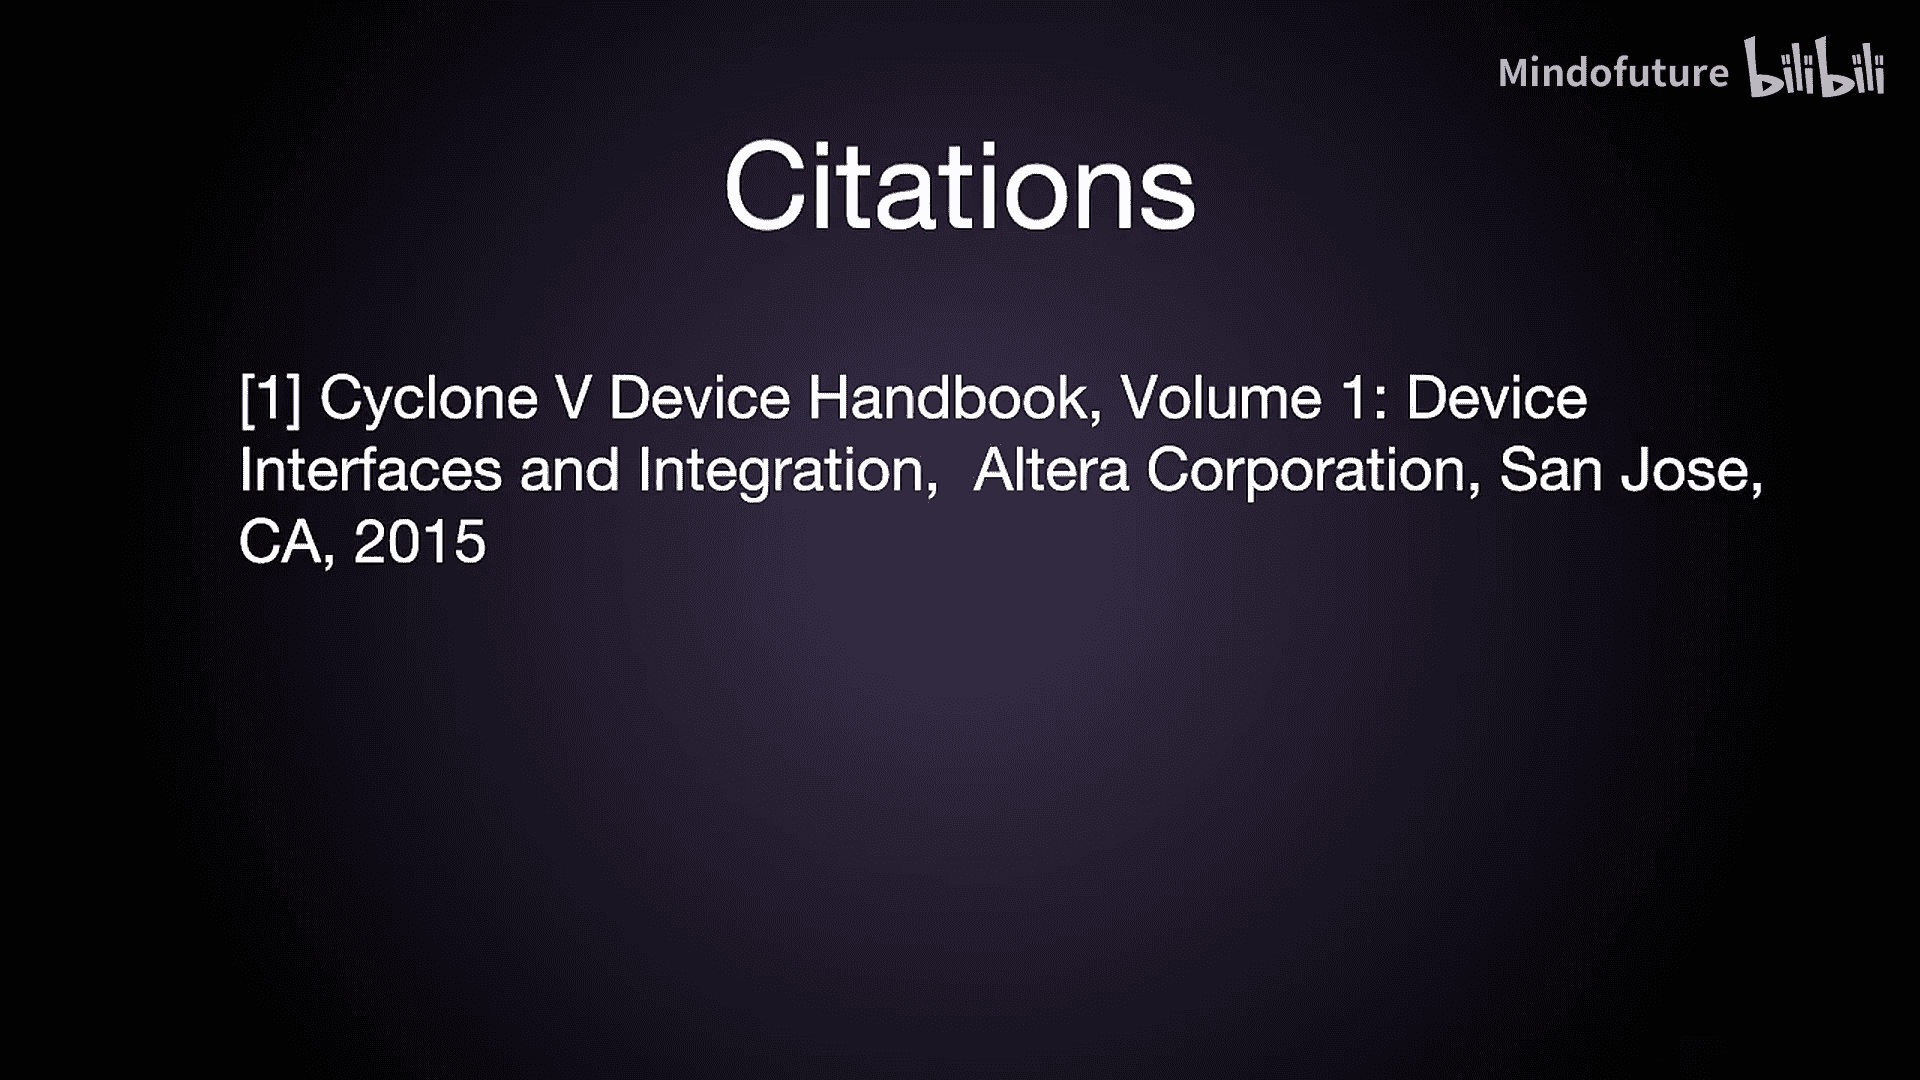 Mindofuture bilibili
Citations
[1] Cyclone V Device Handbook, Volume 1: Device
Interfaces and Integration,  Altera Corporation, San Jose,
CA, 2015